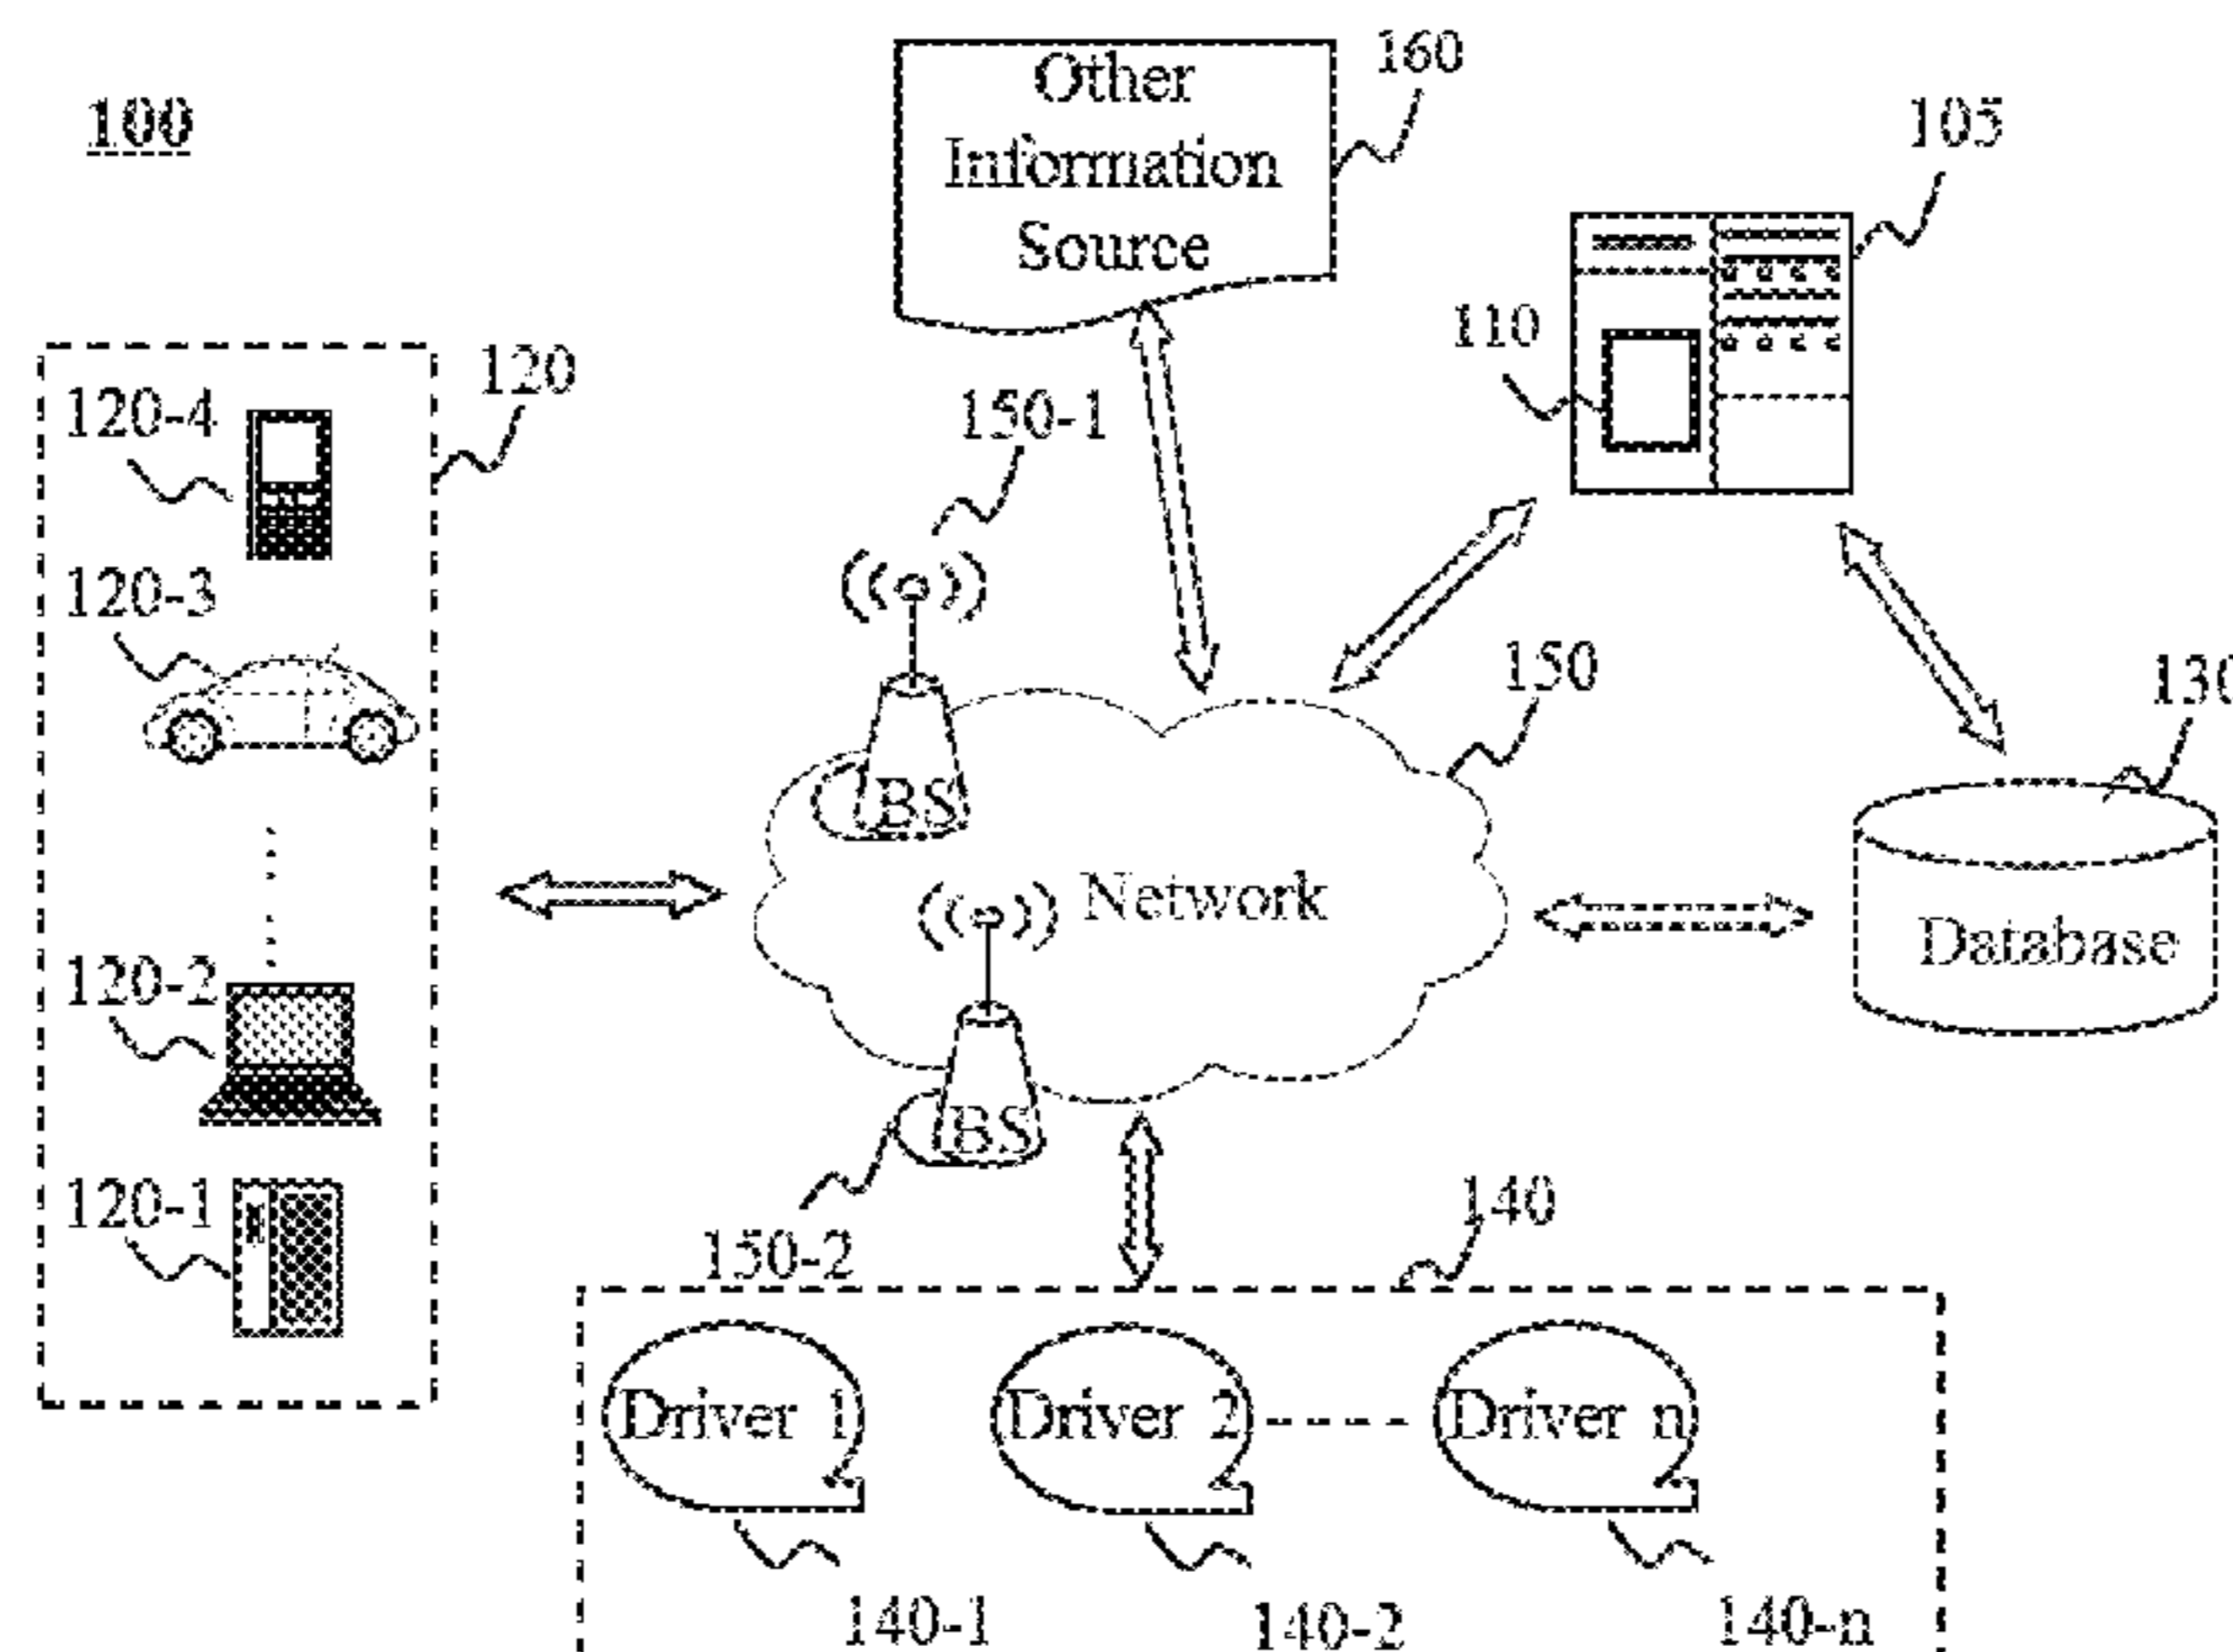 100
Other
Information
Source
160
105
110
120
120-4
150-1
120-3
150
130
BS
Network
Database
120-2
BS
120-1
150-2
140
Driver 1
Driver 2
Driver n
140-1
140-2
140-n